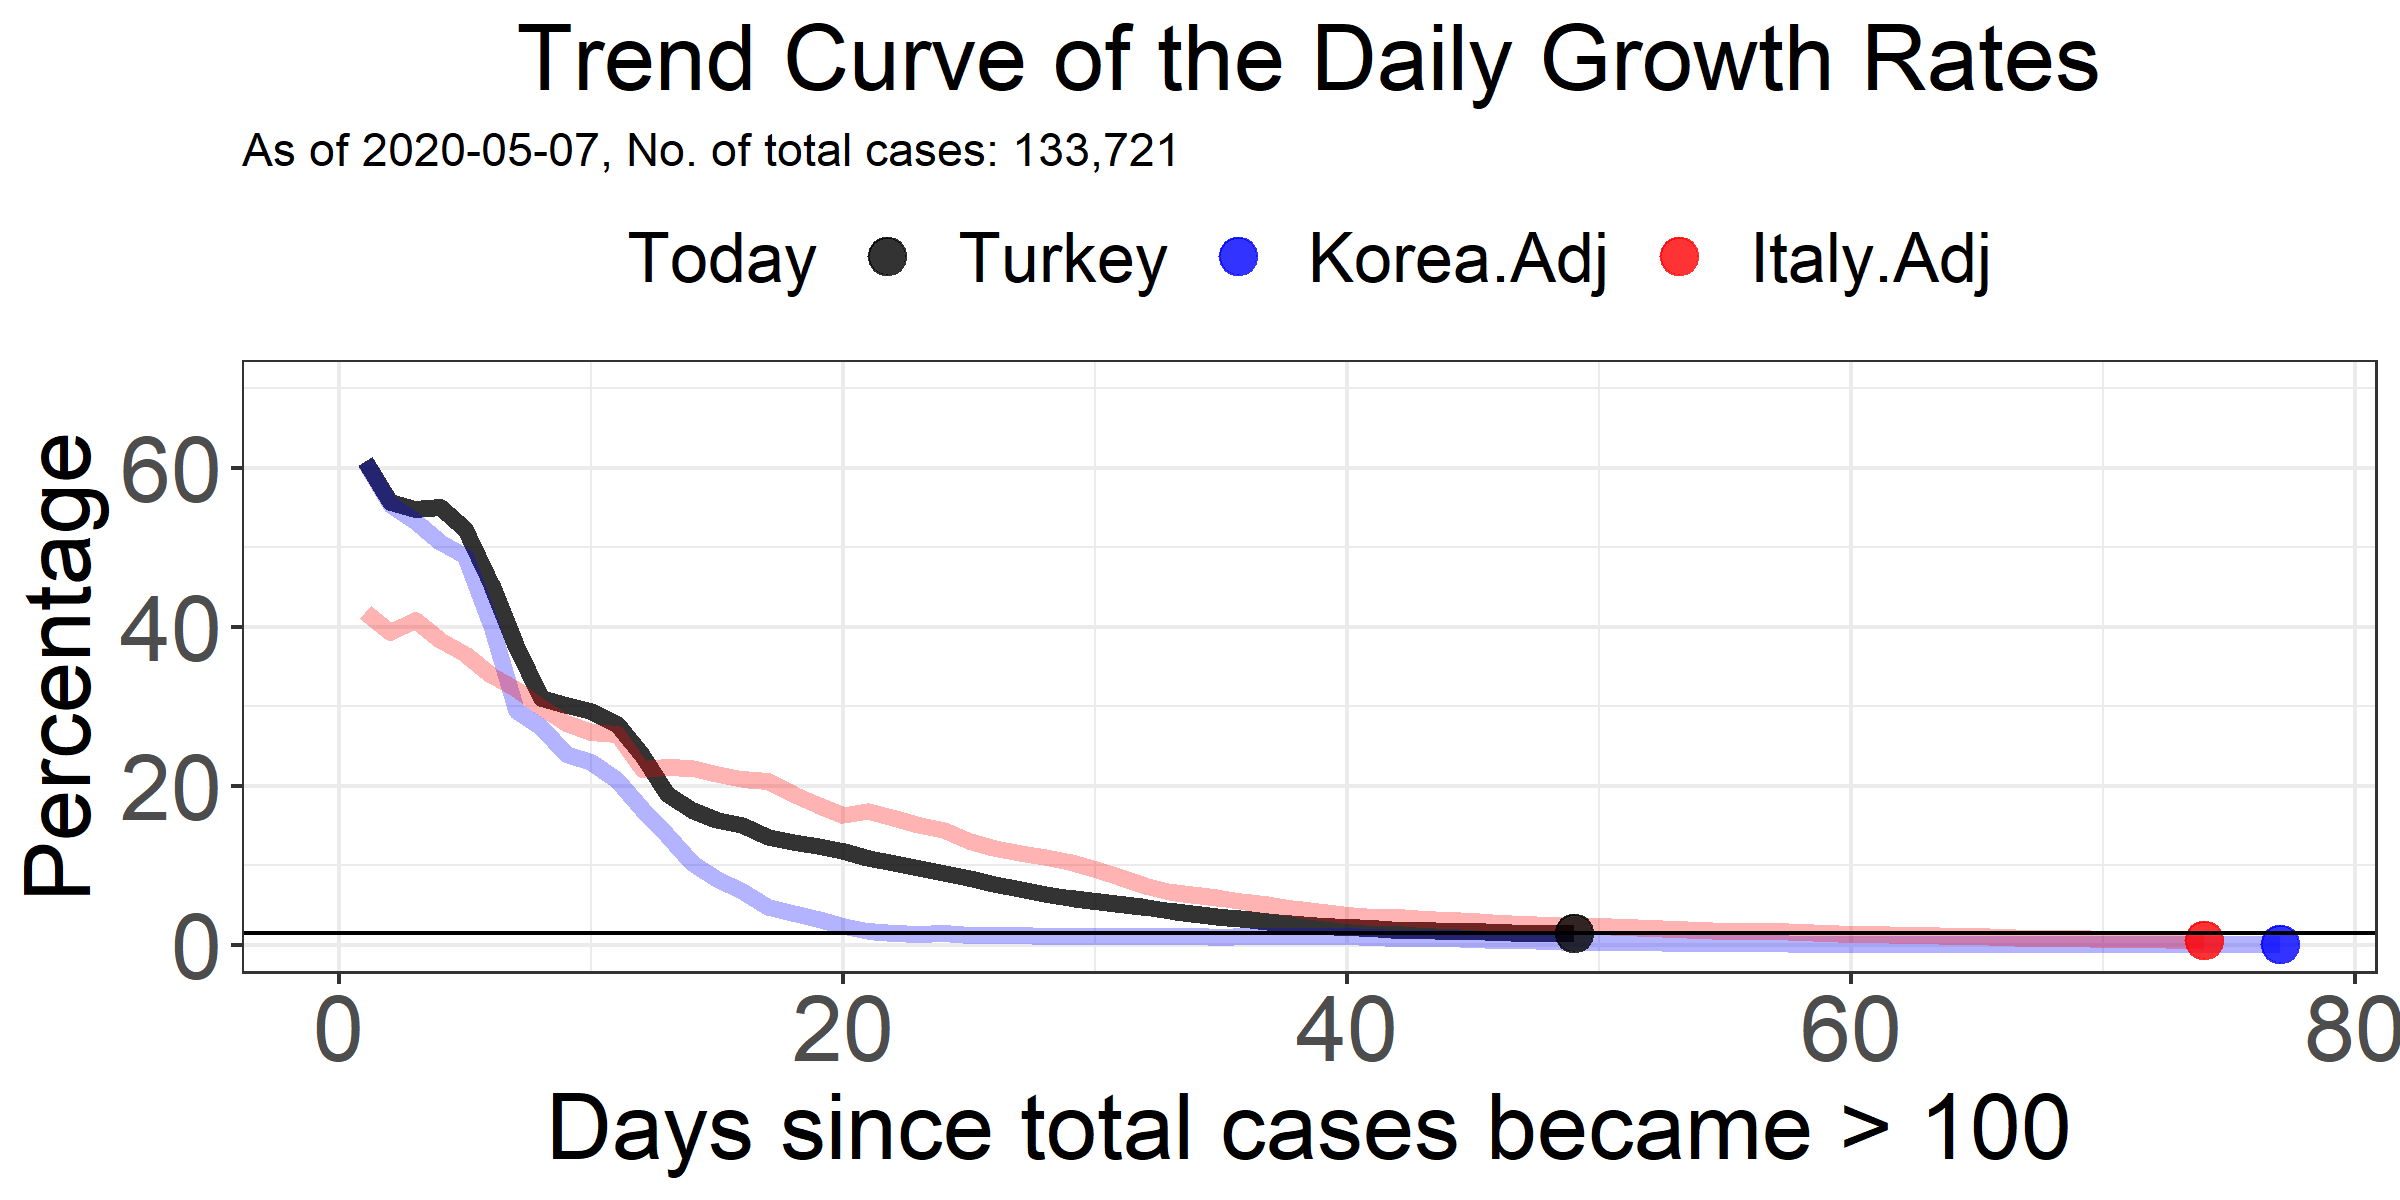 Trend Curve of the Daily Growth Rates
As of 2020-05-07, No. of total cases: 133,721
Today Turkey Korea.Adj Italy.Adj
Percentage
60
40
20
0
0 20 40 60 80
Days since total cases became > 100